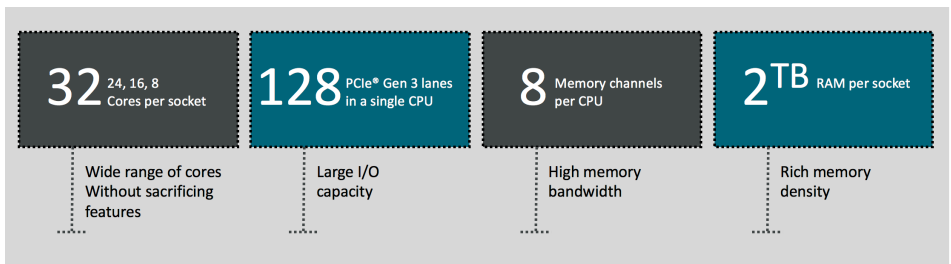 32 24, 16, 8
Cores per socket
Wide range of cores
Without sacrificing
features
128 PCIe® Gen 3 lanes
in a single CPU
Large I/O
capacity
8 Memory channels
per CPU
High memory
bandwidth
2TB RAM per socket
Rich memory
density